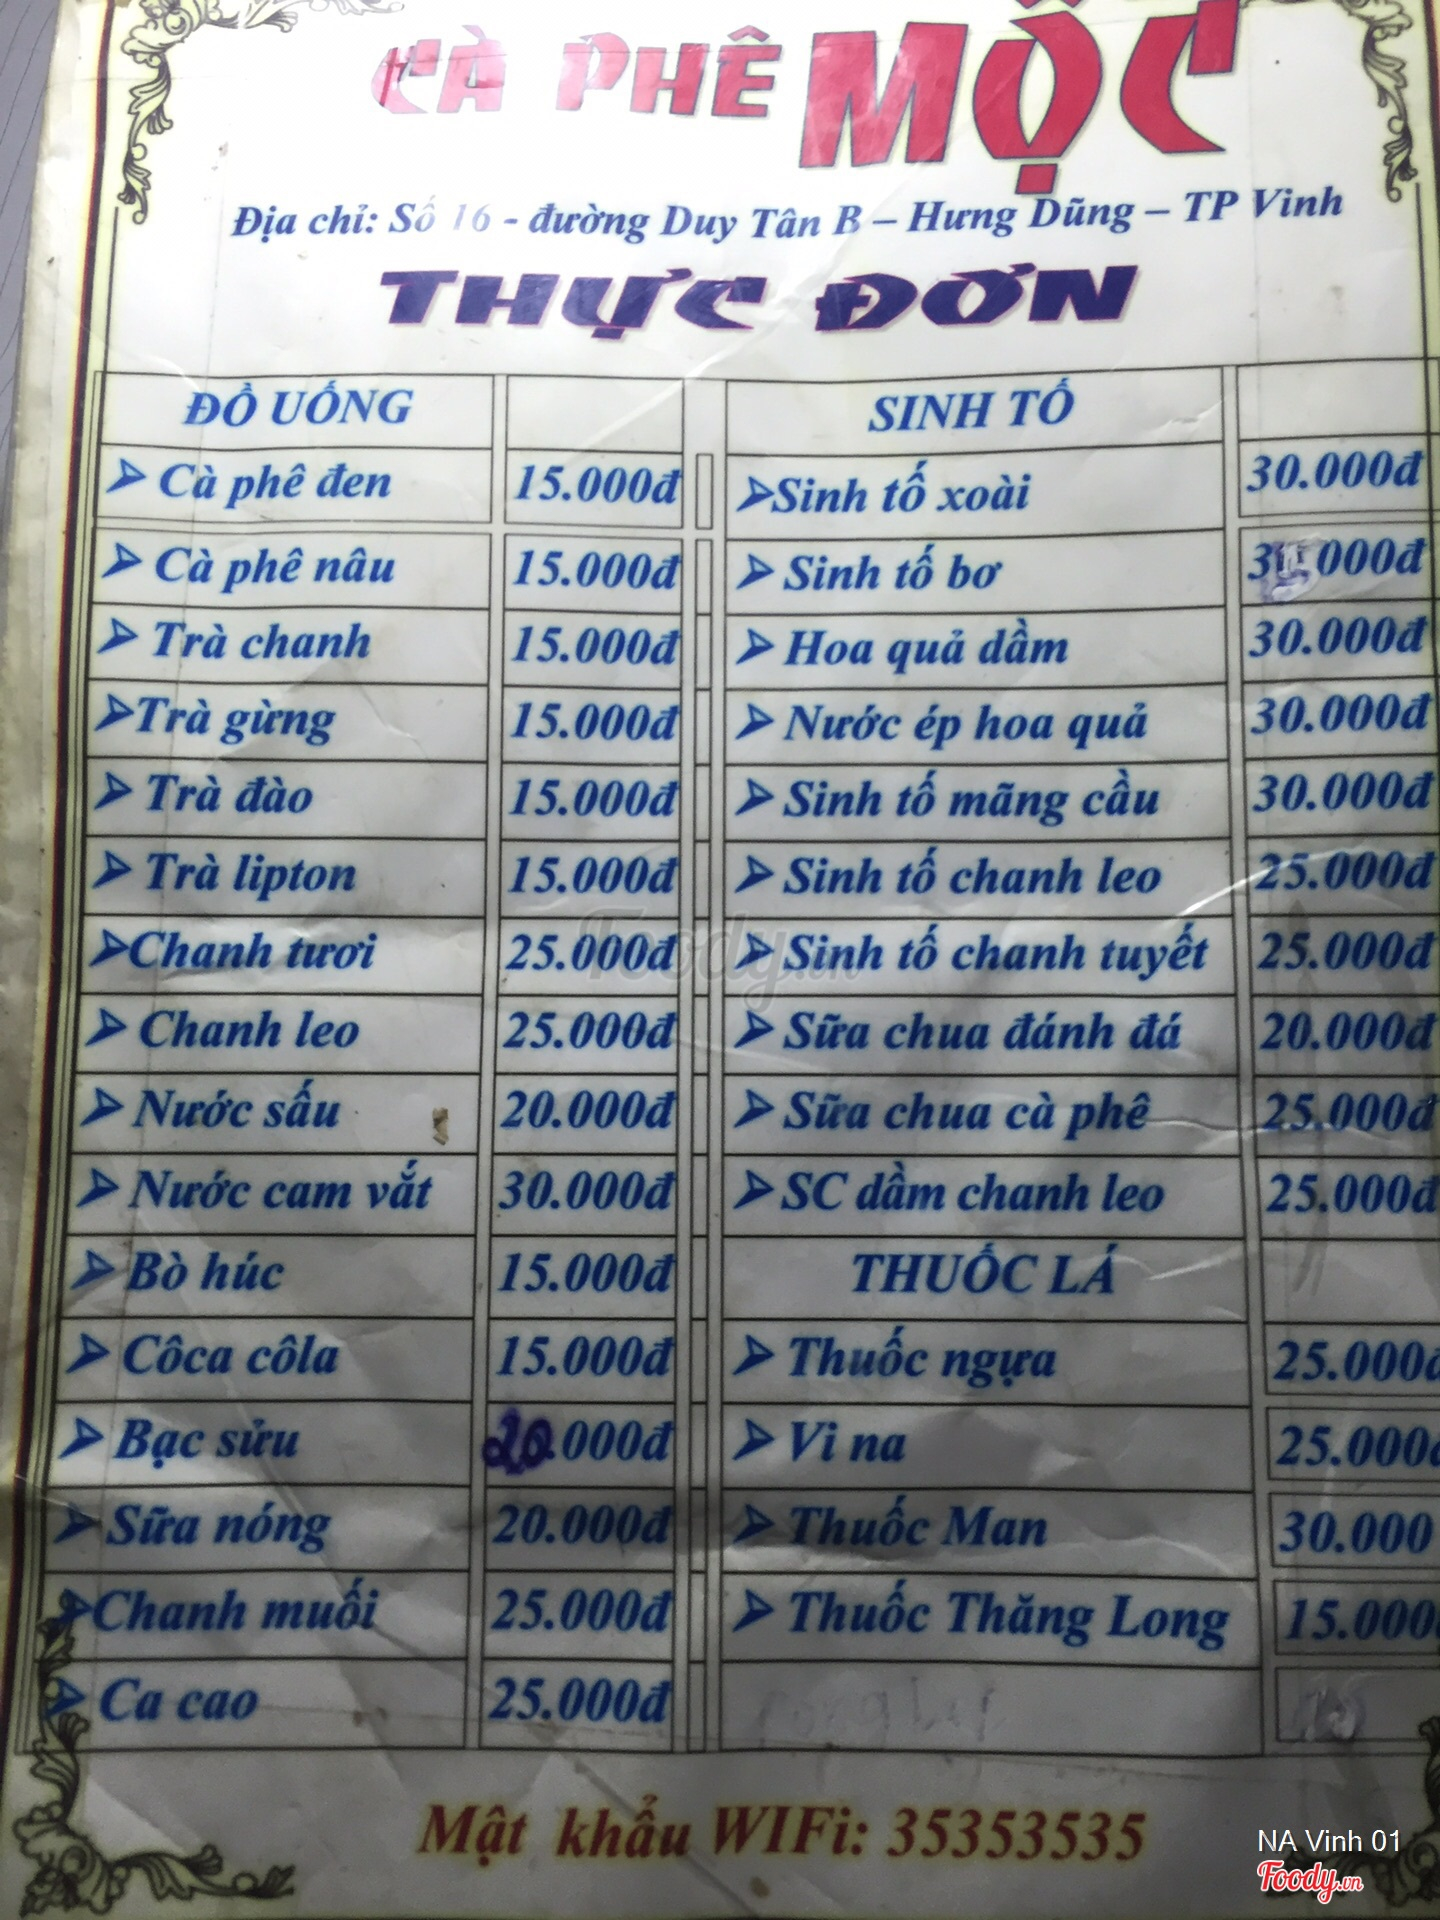 CÀ PHÊ MỘC
Địa chỉ: Số 16 - đường Duy Tân B – Hưng Dũng – TP Vinh
THỰC ĐƠN
ĐỒ UỐNG SINH TỐ
Cà phê đen 15.000đ Sinh tố xoài 30.000đ
Cà phê nâu 15.000đ Sinh tố bơ
Trà chanh 15.000đ Hoa quả dầm 30.000đ
Trà gừng 15.000đ Nước ép hoa quả 30.000đ
Trà đào 15.000đ Sinh tố mãng cầu 30.000đ
Trà lipton 15.000đ Sinh tố chanh leo 25.000đ
Chanh tươi 25.000đ Sinh tố chanh tuyết 25.000đ
Chanh leo 25.000đ Sữa chua đánh đá 20.000đ
Nước sấu 20.000đ Sữa chua cà phê 25.000đ
Nước cam vắt 30.000đ SC dầm chanh leo 25.000đ
Bò húc 15.000đ THUỐC LÁ
Côca côla 15.000đ Thuốc ngựa 25.000đ
Bạc sửu 20.000đ Vi na 25.000đ
Sữa nóng 20.000đ Thuốc Man 30.000
Chanh muối 25.000đ Thuốc Thăng Long 15.000đ
Ca cao 25.000đ
Mật khẩu WIFi: 35353535
NA Vinh 01
Foody.vn
Foody.vn